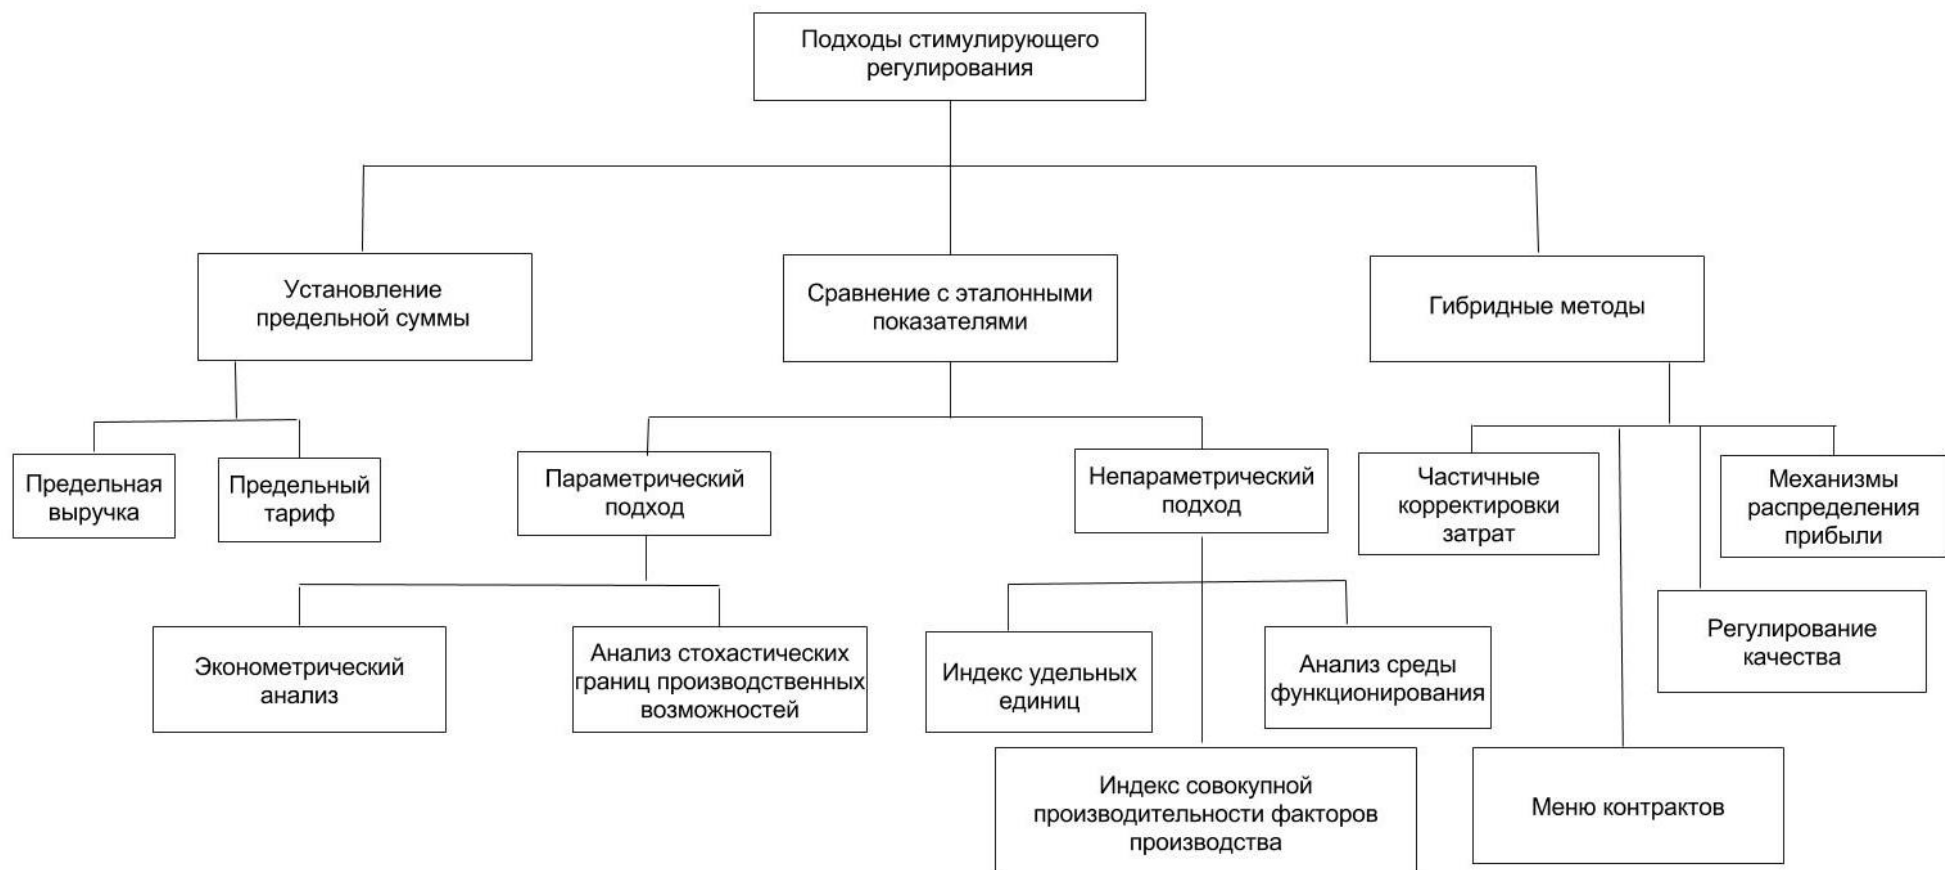 Подходы стимулирующего
регулирования
Установление
предельной суммы
Сравнение с эталонными
показателями
Гибридные методы
Предельная
выручка
Предельный
тариф
Параметрический
подход
Непараметрический
подход
Частичные
корректировки
затрат
Механизмы
распределения
прибыли
Эконометрический
анализ
Анализ стохастических
границ производственных
возможностей
Индекс удельных
единиц
Анализ среды
функционирования
Регулирование
качества
Индекс совокупной
производительности факторов
производства
Меню контрактов